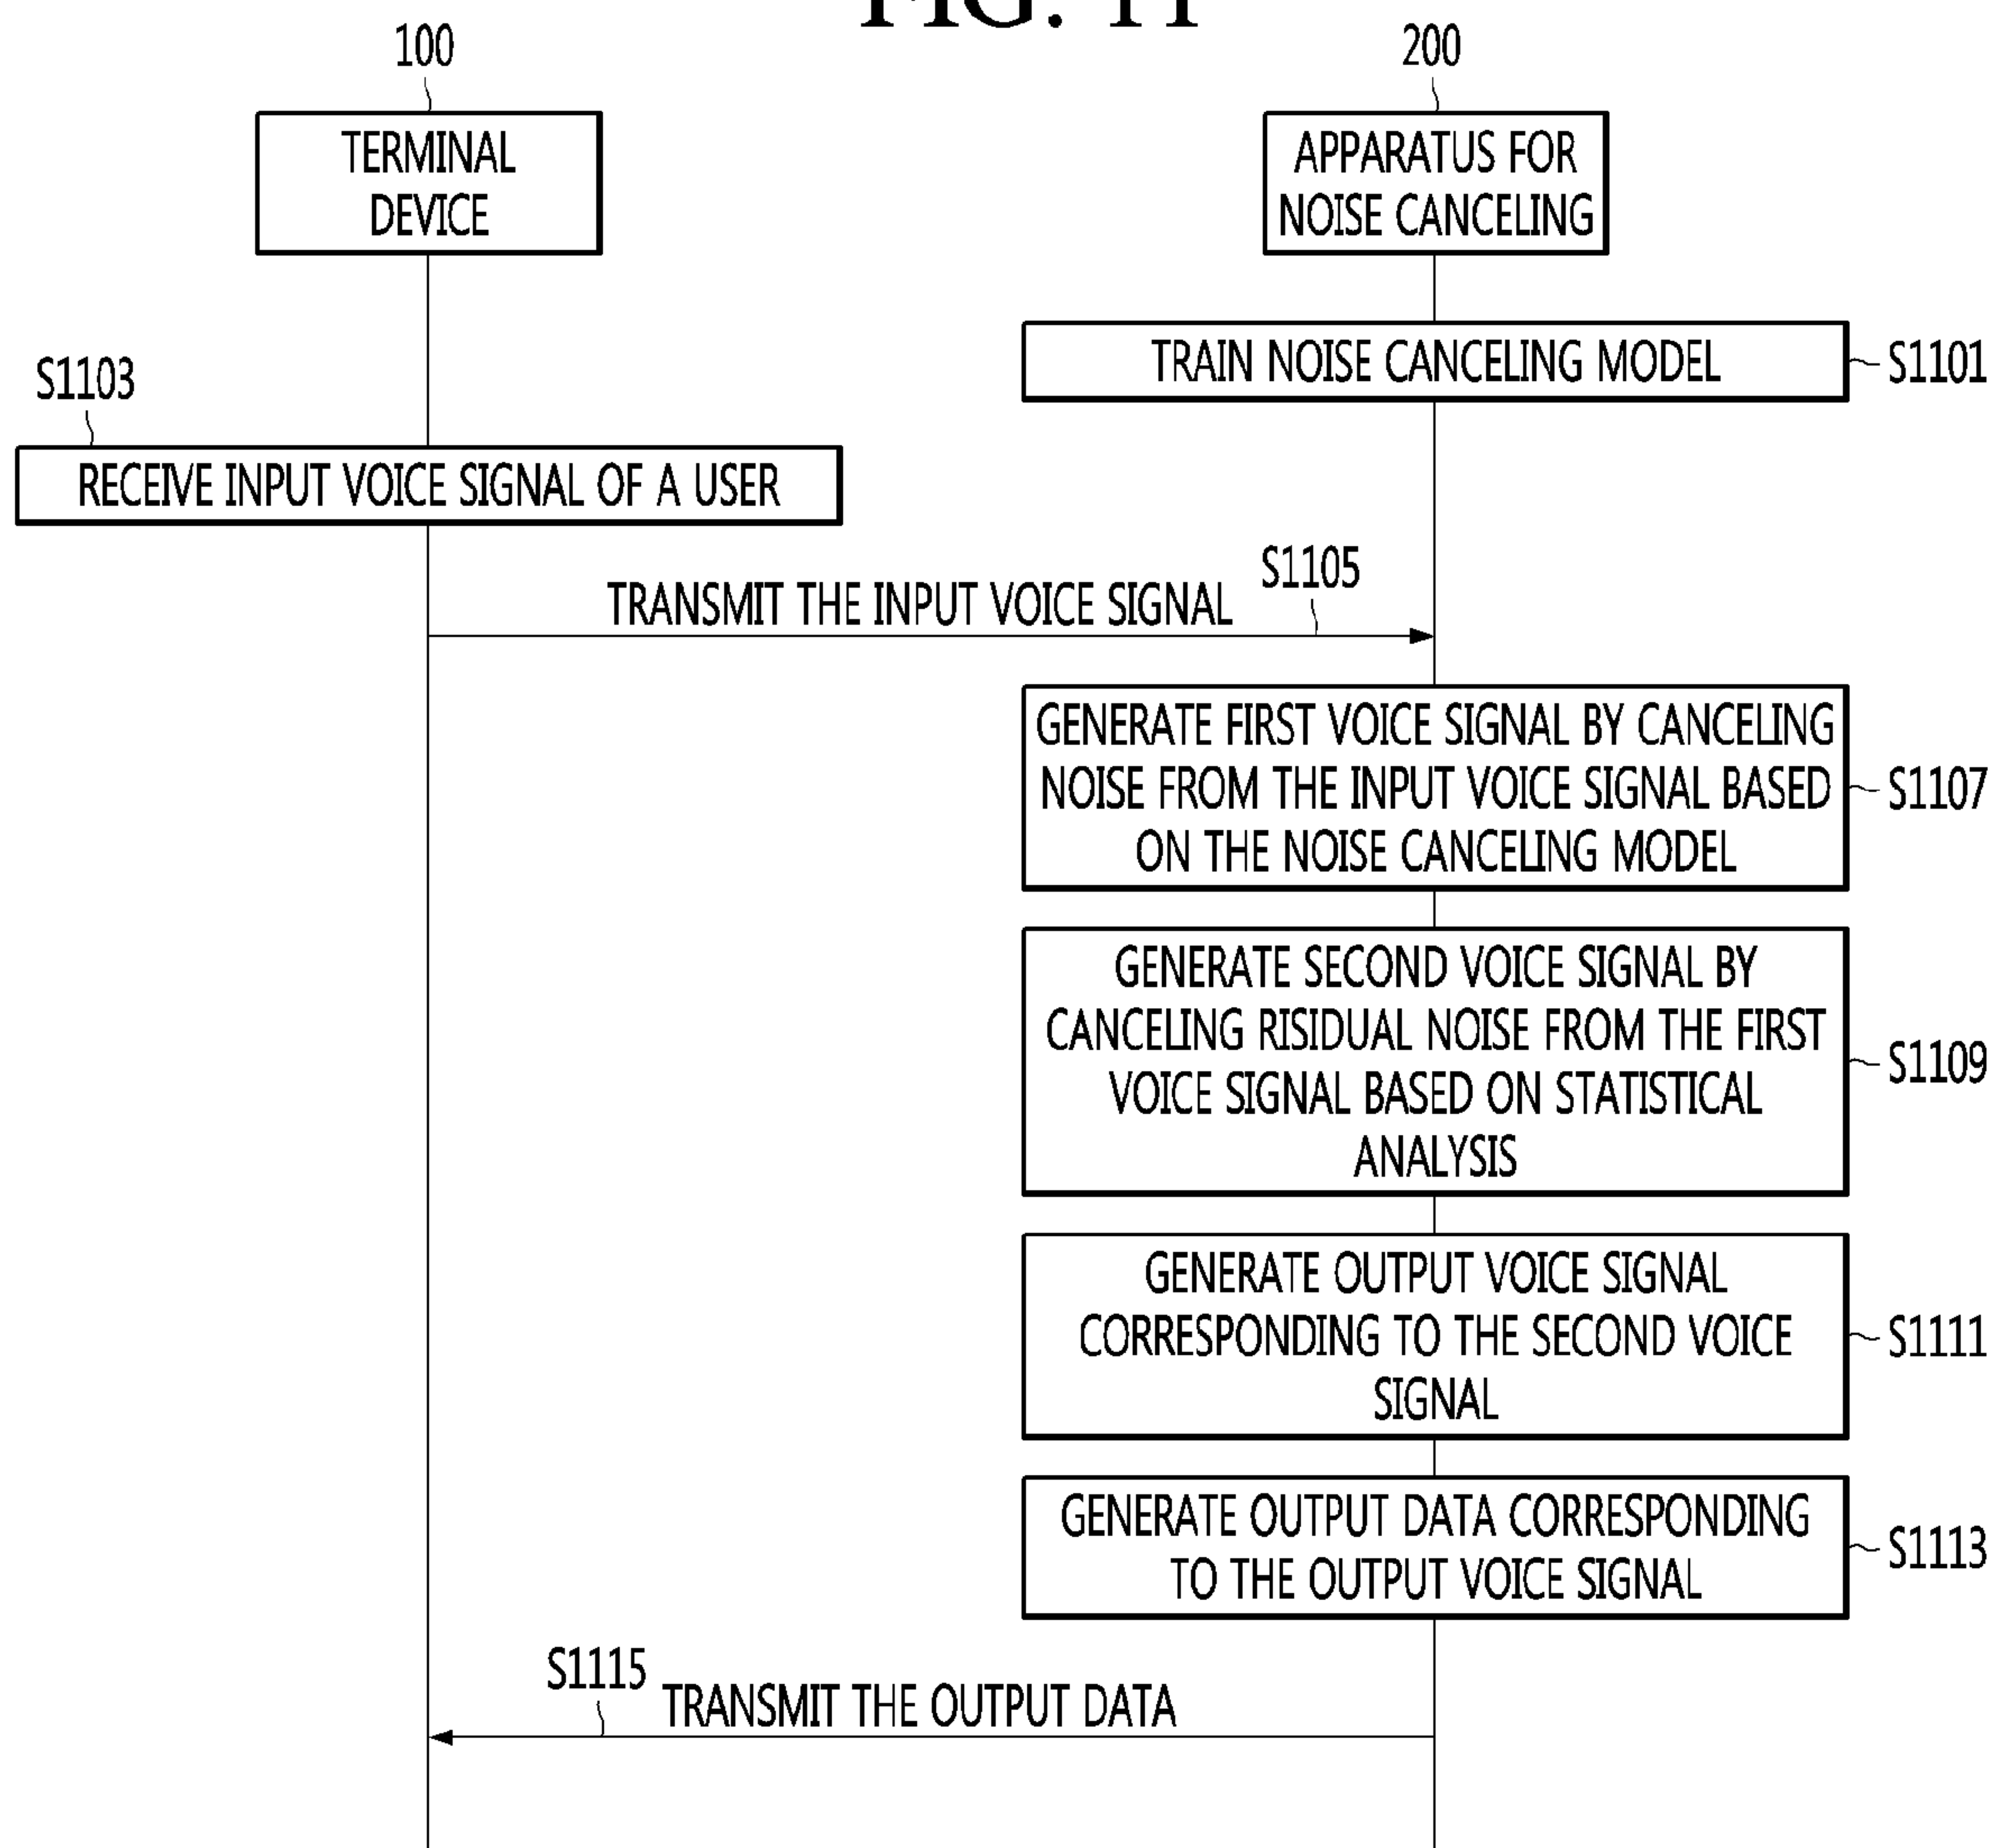 FIG. 11
100
200
TERMINAL
DEVICE
APPARATUS FOR
NOISE CANCELING
TRAIN NOISE CANCELING MODEL
S1101
S1103
RECEIVE INPUT VOICE SIGNAL OF A USER
S1105
TRANSMIT THE INPUT VOICE SIGNAL
GENERATE FIRST VOICE SIGNAL BY CANCELING
NOISE FROM THE INPUT VOICE SIGNAL BASED
ON THE NOISE CANCELING MODEL
S1107
GENERATE SECOND VOICE SIGNAL BY
CANCELING RISIDUAL NOISE FROM THE FIRST
VOICE SIGNAL BASED ON STATISTICAL
ANALYSIS
S1109
GENERATE OUTPUT VOICE SIGNAL
CORRESPONDING TO THE SECOND VOICE
SIGNAL
S1111
GENERATE OUTPUT DATA CORRESPONDING
TO THE OUTPUT VOICE SIGNAL
S1113
S1115
TRANSMIT THE OUTPUT DATA